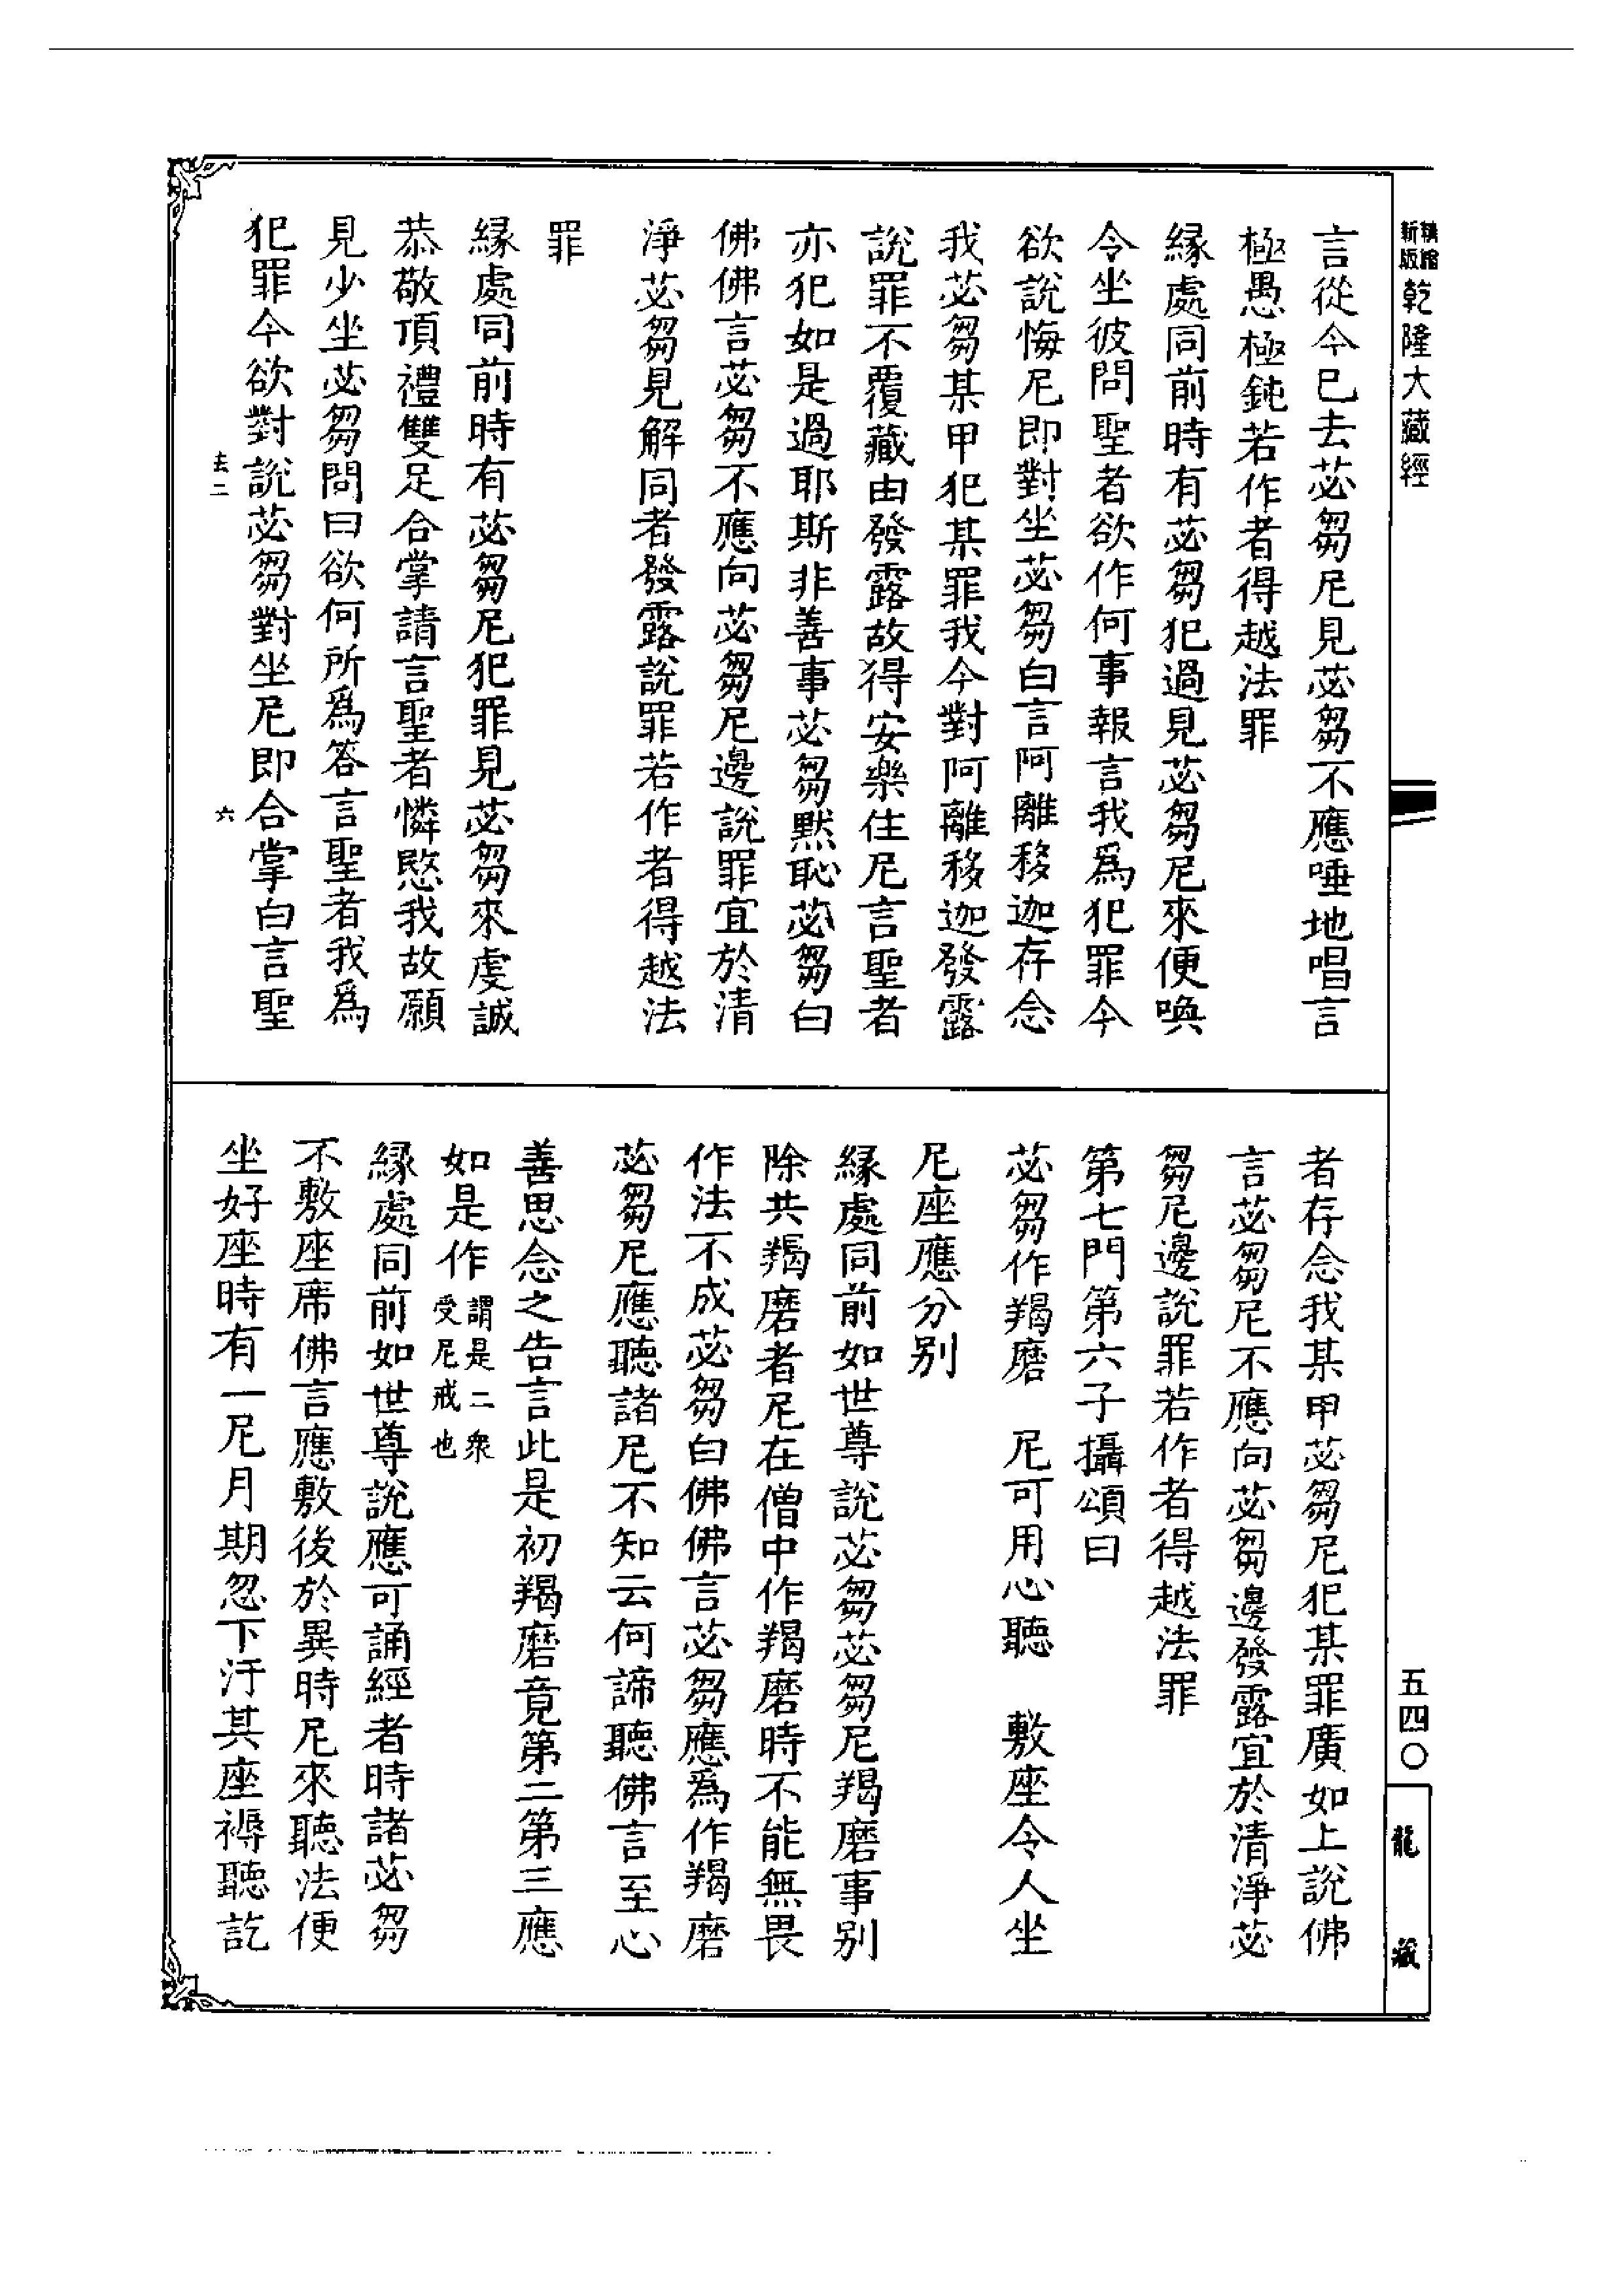 精縮
新版
乾隆大藏經
言從今已去苾芻尼見苾芻不應唾地唱言
極愚極鈍若作者得越法罪
緣處同前時有苾芻犯過見苾芻尼來便喚
令坐彼問聖者欲作何事報言我爲犯罪今
欲說悔尼即對坐苾芻白言阿離移迦存念
我苾芻某甲犯某罪我今對阿離移迦發露
說罪不覆藏由發露故得安樂住尼言聖者
亦犯如是過耶斯非善事苾芻默恥苾芻白
佛佛言苾芻不應向苾芻尼邊說罪宜於清
淨苾芻見解同者發露說罪若作者得越法
罪
緣處同前時有苾芻尼犯罪見苾芻來虔誠
恭敬頂禮雙足合掌請言聖者憐愍我故願
見少坐苾芻問曰欲何所爲答言聖者我爲
犯罪今欲對說苾芻對坐尼即合掌白言聖
去二 六
者存念我某甲苾芻尼犯某罪廣如上說佛
言苾芻尼不應向苾芻邊發露宜於清淨苾
芻尼邊說罪若作者得越法罪
第七門第六子攝頌曰
苾芻作羯磨 尼可用心聽 敷座令人坐
尼座應分別
緣處同前如世尊說苾芻苾芻尼羯磨事別
除共羯磨者尼在僧中作羯磨時不能無畏
作法不成苾芻白佛佛言苾芻應爲作羯磨
苾芻尼應聽諸尼不知云何諦聽佛言至心
善思念之告言此是初羯磨竟第二第三應
如是作謂是二衆
受尼戒也
緣處同前如世尊說應可誦經者時諸苾芻
不敷座席佛言應敷後於異時尼來聽法便
坐好座時有一尼月期忽下汙其座褥聽訖
五四〇
龍藏